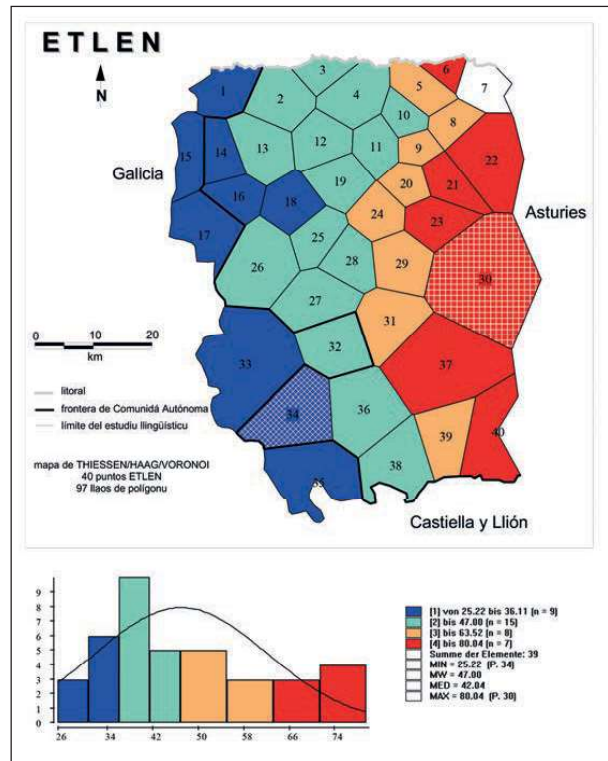 ETLEN
N
Galicia
Asturies
Castiella y Llión
1
2
3
4
5
6
7
8
9
10
11
12
13
14
15
16
17
18
19
20
21
22
23
24
25
26
27
28
29
30
31
32
33
34
35
36
37
38
39
40
0 10 20
km
litoral
frontera de Comunidá Autónoma
límite del estudiu llingüísticu
mapa de THIESSEN/HAAG/VORONOI
40 puntos ETLEN
97 llaos de polígonu
9
8
7
6
5
4
3
2
1
0
26 34 42 50 58 66 74
[1] von 25.22 bis 36.11 (n = 9)
[2] bis 47.00 (n = 15)
[3] bis 63.52 (n = 8)
[4] bis 80.04 (n = 7)
Summe der Elemente: 39
MIN = 25.22 (P. 34)
MW = 47.00
MED = 42.04
MAX = 80.04 (P. 30)